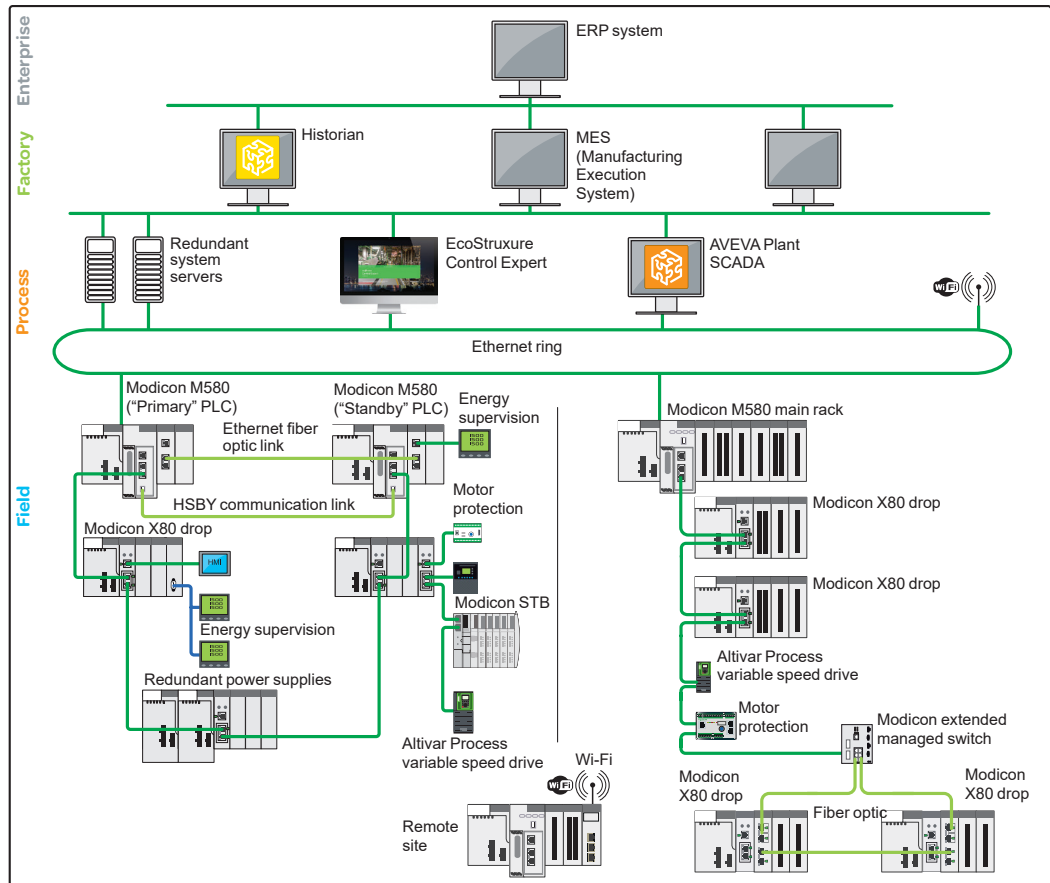 Enterprise
ERP system
Factory
Historian
MES
(Manufacturing
Execution
System)
Process
Redundant
system
servers
EcoStruxure
Control Expert
AVEVA Plant
SCADA
WiFi
Ethernet ring
Field
Modicon M580
("Primary" PLC)
Modicon M580
("Standby" PLC)
Energy
supervision
Ethernet fiber
optic link
HSBY communication link
Motor
protection
Modicon X80 drop
HMI
Energy supervision
Modicon STB
Redundant power supplies
Altivar Process
variable speed drive
Modicon M580 main rack
Modicon X80 drop
Modicon X80 drop
Altivar Process
variable speed drive
Motor
protection
Modicon extended
managed switch
Modicon
X80 drop
Modicon
X80 drop
Fiber optic
Wi-Fi
WiFi
Remote
site